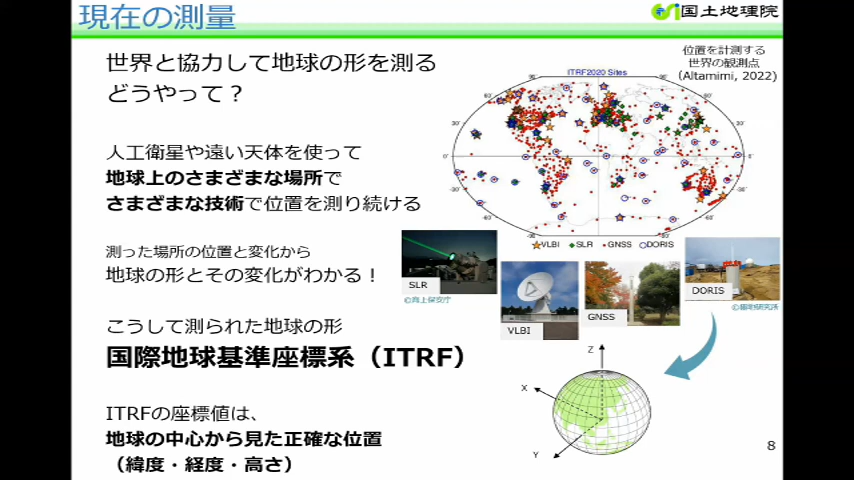 現在の測量
国土地理院
世界と協力して地球の形を測る
どうやって?
位置を計測する
世界の観測点
(Altamimi, 2022)
ITRF2020 Sites
人工衛星や遠い天体を使って
地球上のさまざまな場所で
さまざまな技術で位置を測り続ける
VLBI SLR GNSS DORIS
測った場所の位置と変化から
地球の形とその変化がわかる!
SLR
©海上保安庁
VLBI
GNSS
DORIS
こうして測られた地球の形
国際地球基準座標系(ITRF)
Z
X
Y
ITRFの座標値は、
地球の中心から見た正確な位置
(緯度・経度・高さ)
8